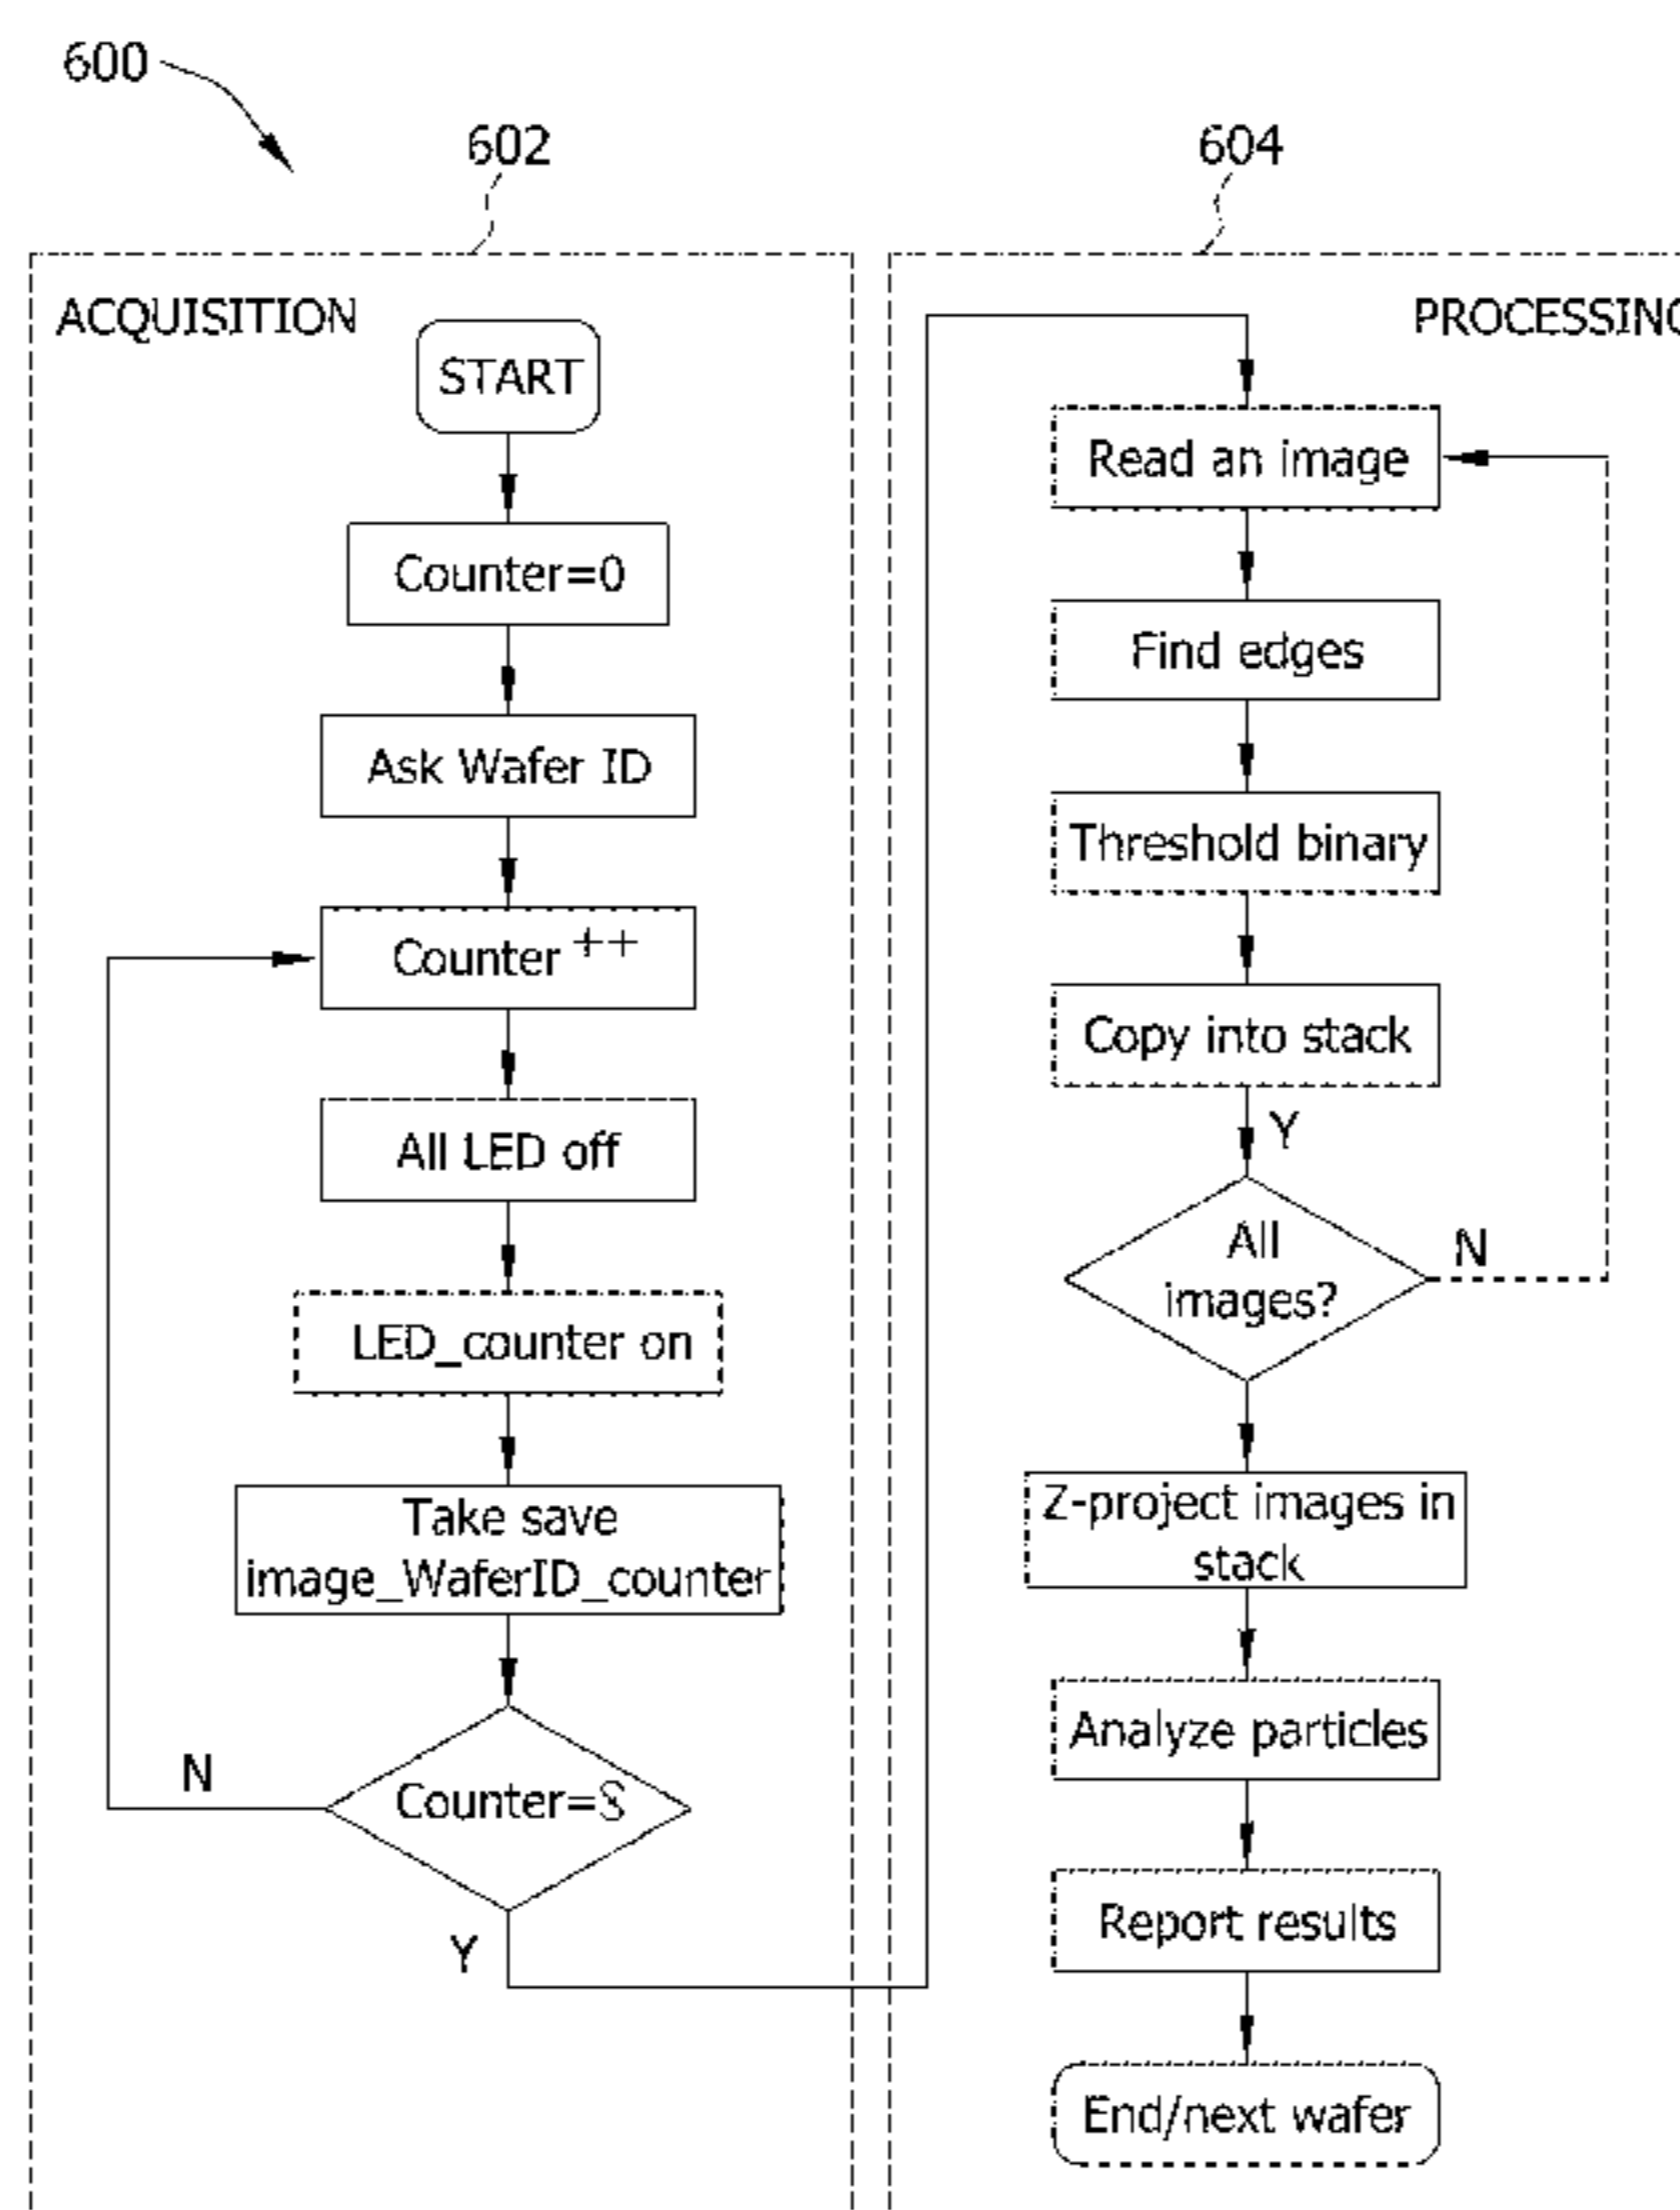 600
602
604
ACQUISITION
START
Counter=0
Ask Wafer ID
Counter ++
All LED off
LED_counter on
Take save
image_WaferID_counter
Counter=S
N
Y
PROCESSING
Read an image
Find edges
Threshold binary
Copy into stack
Y
All
images?
N
Z-project images in
stack
Analyze particles
Report results
End/next wafer